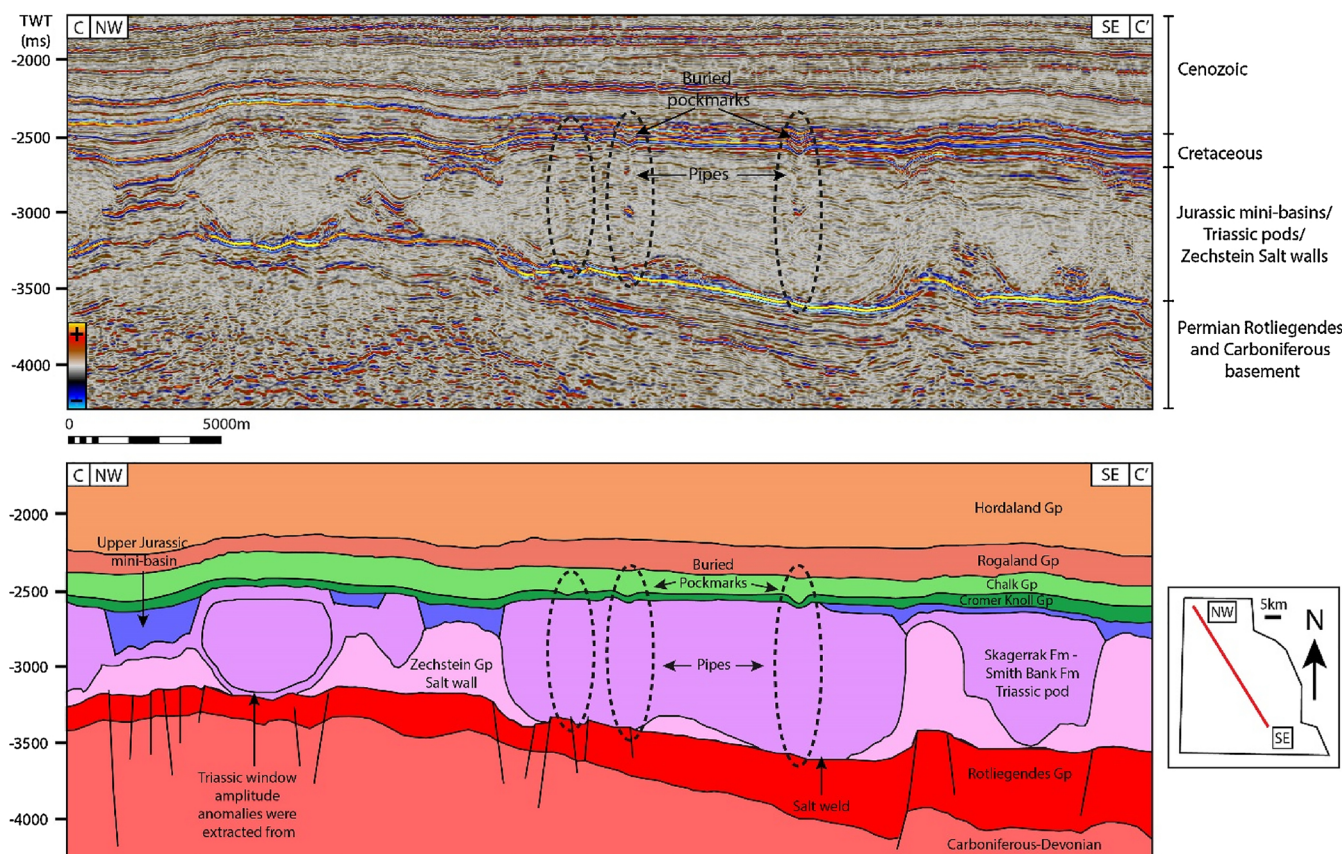 TWT
(ms)
C NW
SE C'
-2000
-2500
-3000
-3500
-4000
Buried
pockmarks
Pipes
+
-
0 5000m
Cenozoic
Cretaceous
Jurassic mini-basins/
Triassic pods/
Zechstein Salt walls
Permian Rotliegendes
and Carboniferous
basement
C NW
SE C'
-2000
-2500
-3000
-3500
-4000
Hordaland Gp
Upper Jurassic
mini-basin
Rogaland Gp
Buried
Pockmarks
Chalk Gp
Cromer Knoll Gp
Zechstein Gp
Salt wall
Pipes
Skagerrak Fm -
Smith Bank Fm
Triassic pod
Triassic window
amplitude
anomalies were
extracted from
Salt weld
Rotliegendes Gp
Carboniferous-Devonian
NW
5km
N
SE